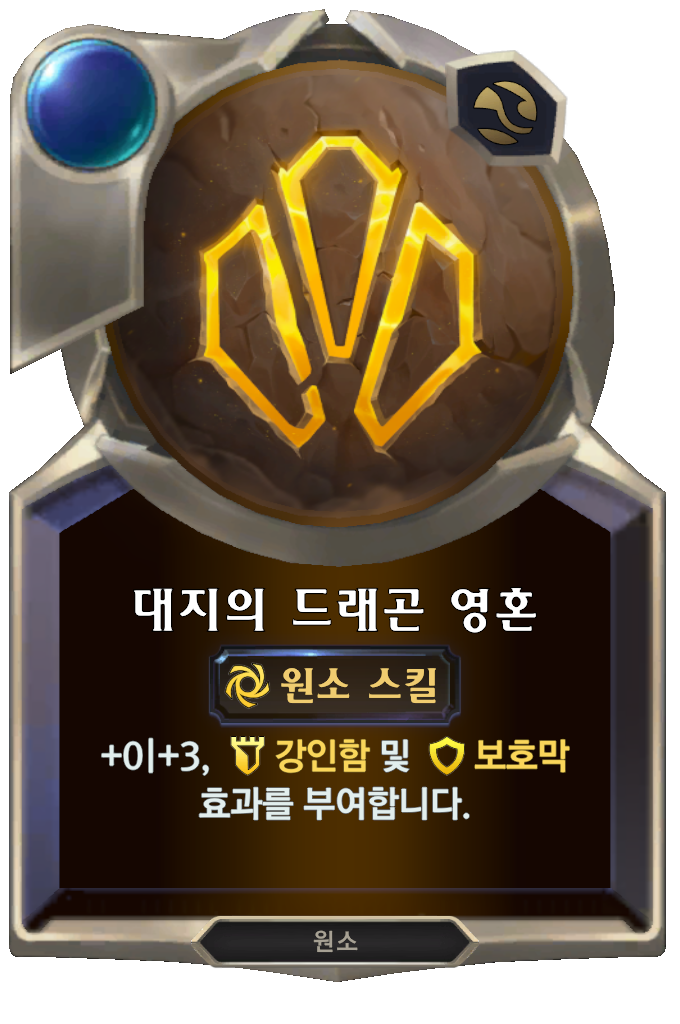 대지의 드래곤 영혼
원소 스킬
+0|+3, 강인함 및 보호막
효과를 부여합니다.
원소